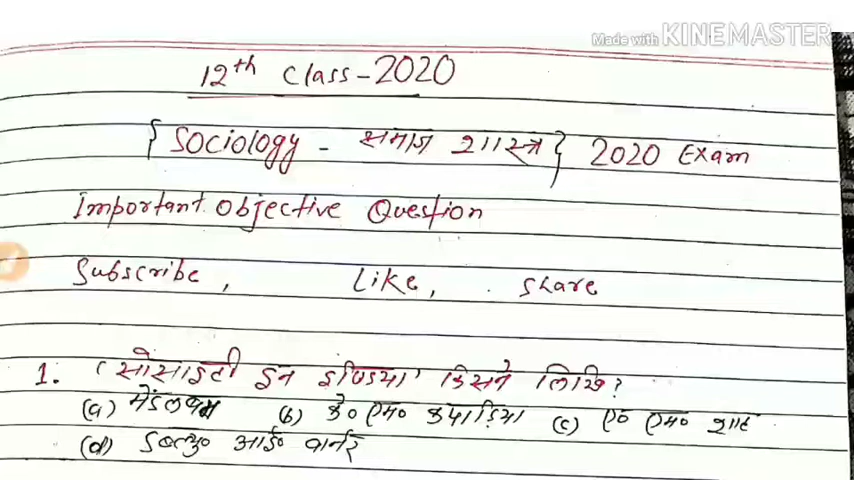 Made with KINEMASTER
12th Class-2020
{Sociology - समाज शास्त्र} 2020 Exam
Important Objective Question
Subscribe, Like, Share
1. 'सोसाइटी इन इण्डिया' किसने लिखि?
(a) मेंडलबम (b) के० एम० कपाड़िया (c) ए० एम० शाह
(d) डब्लू० आई० वार्नर